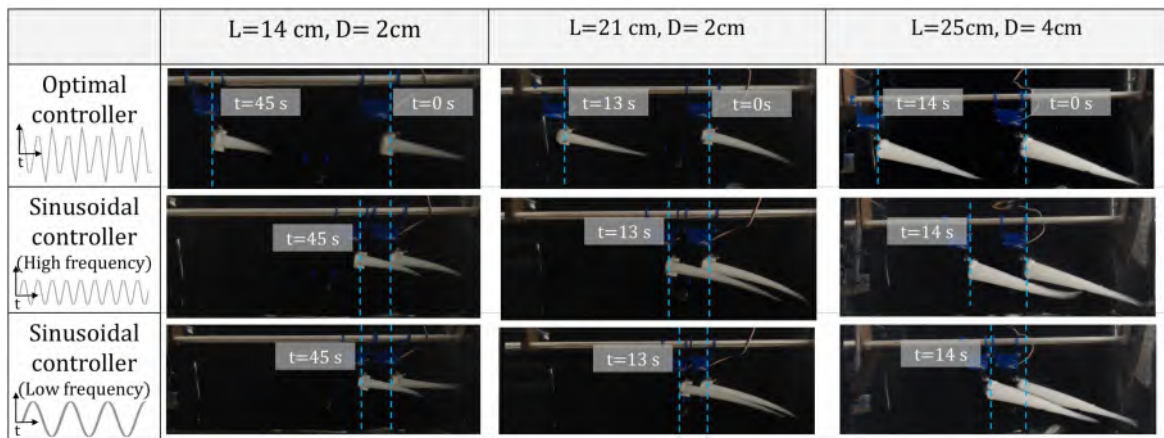 L=14 cm, D= 2cm
L=21 cm, D= 2cm
L=25cm, D= 4cm
Optimal
controller
t
t=45 s
t=0 s
t=13 s
t=0s
t=14 s
t=0 s
Sinusoidal
controller
(High frequency)
t
t=45 s
t=13 s
t=14 s
Sinusoidal
controller
(Low frequency)
t
t=45 s
t=13 s
t=14 s